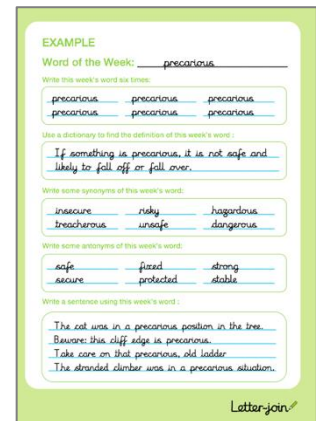 EXAMPLE
Word of the Week: precarious
Write this week's word six times:
precarious precarious precarious
precarious precarious precarious
Use a dictionary to find the definition of this week's word :
If something is precarious, it is not safe and
likely to fall off or fall over.
Write some synonyms of this week's word:
insecure risky hazardous
treacherous unsafe dangerous
Write some antonyms of this week's word:
safe fixed strong
secure protected stable
Write a sentence using this week's word :
The cat was in a precarious position in the tree.
Beware: this cliff edge is precarious.
Take care on that precarious, old ladder
The stranded climber was in a precarious situation.
Letter-join